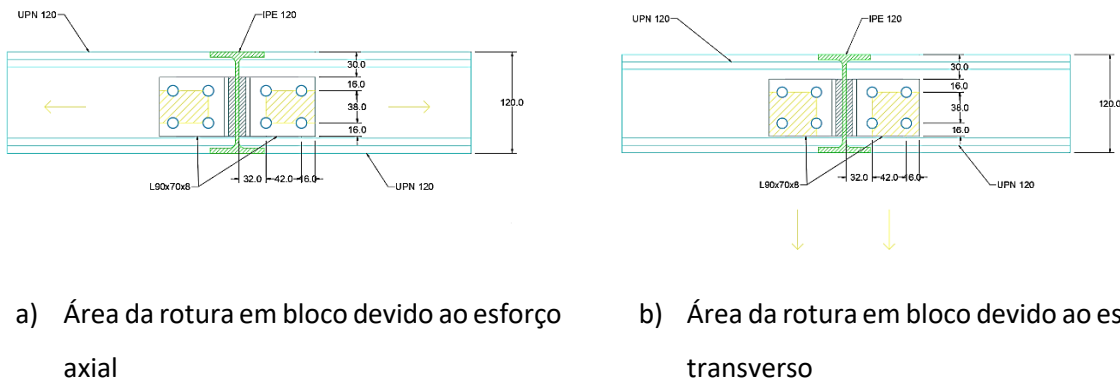 UPN 120
IPE 120
30.0
16.0
38.0
16.0
120.0
L90x70x8
32.0
42.0
16.0
UPN 120
UPN 120
IPE 120
30.0
16.0
38.0
16.0
120.0
L90x70x8
32.0
42.0
16.0
UPN 120
a) Área da rotura em bloco devido ao esforço
axial
b) Área da rotura em bloco devido ao es
transverso